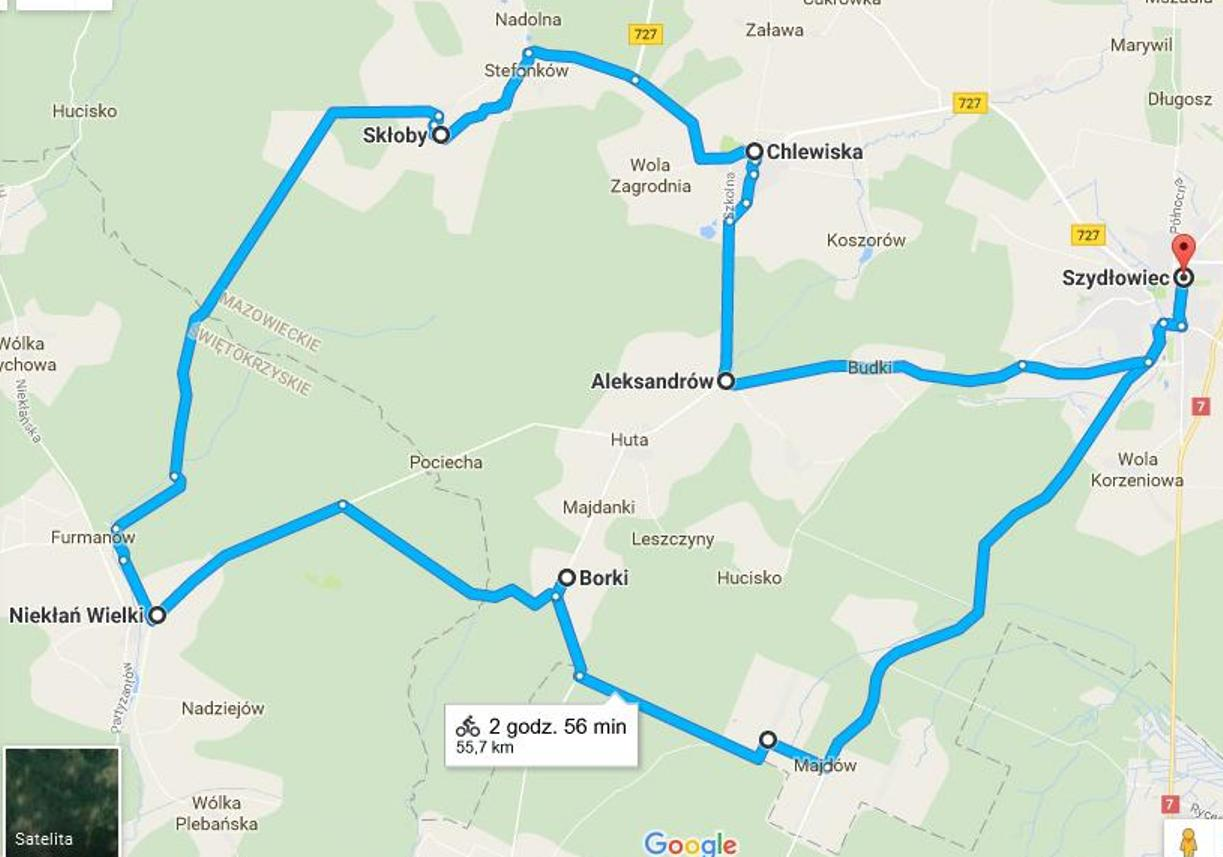 Nadolna
727
Zaława
Marywil
Stefonków
Hucisko
727
Długosz
Skłoby
Chlewiska
Wola
Zagrodnia
Szkolna
Północna
Koszorów
727
Szydłowiec
MAZOWIECKIE
ŚWIĘTOKRZYSKIE
Wólka
ychowa
Niekłańska
Aleksandrów
Budki
7
Huta
Pociecha
Wola
Korzeniowa
Majdanki
Furmanów
Leszczyny
Borki
Hucisko
Niekłań Wielki
Partyzantów
Nadziejów
2 godz. 56 min
55,7 km
Majdów
Wólka
Plebańska
7
Satelita
Google